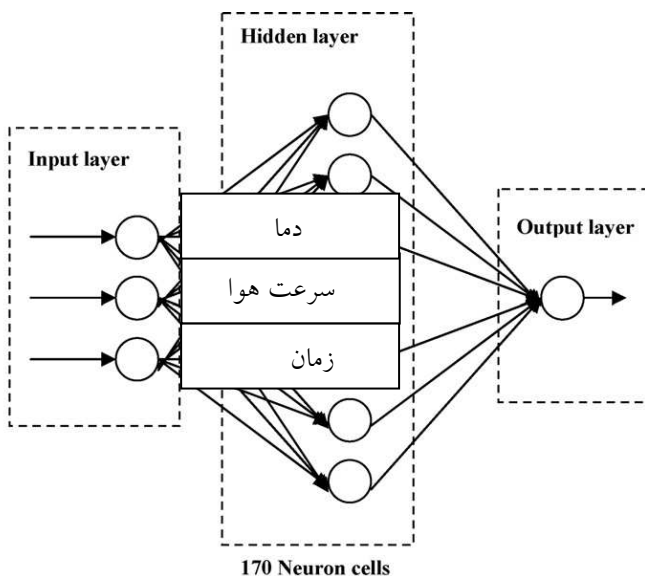 Hidden layer
Input layer
دما
سرعت هوا
زمان
Output layer
170 Neuron cells